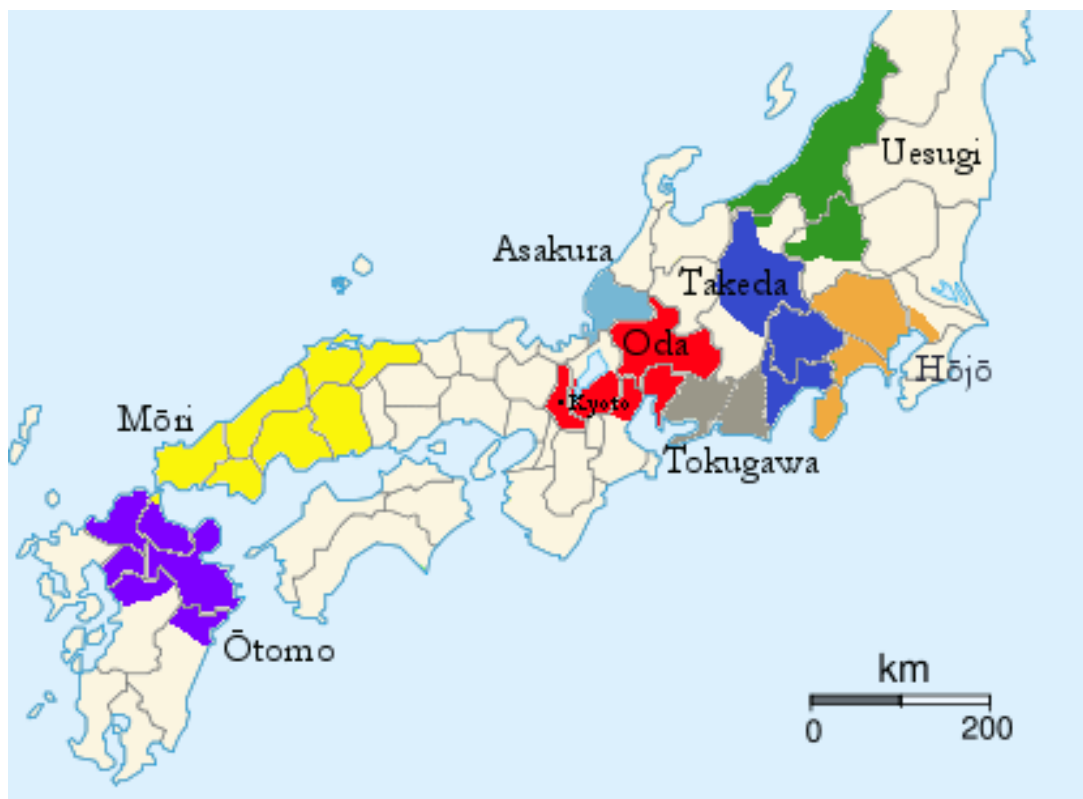 Uesugi
Asakura
Takeda
Oda
Hōjō
Kyoto
Mōri
Tokugawa
Ōtomo
km
0 200